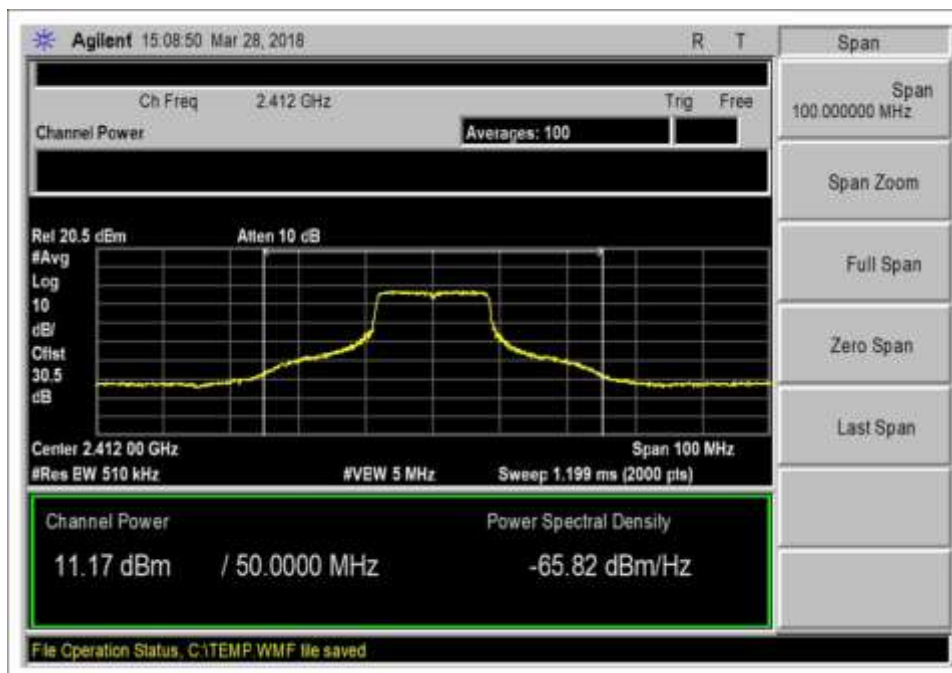 Agilent 15:08:50 Mar 28, 2018 R T Span
Ch Freq 2.412 GHz Trig Free
Span
100.000000 MHz
Channel Power Averages: 100
Span Zoom
Ref 20.5 dBm Atten 10 dB
#Avg
Log
10
dB/
Offst
30.5
dB
Full Span
Zero Span
Last Span
Center 2.412 00 GHz Span 100 MHz
#Res BW 510 kHz #VBW 5 MHz Sweep 1.199 ms (2000 pts)
Channel Power Power Spectral Density
11.17 dBm / 50.0000 MHz -65.82 dBm/Hz
File Operation Status, C:\TEMP.WMF file saved